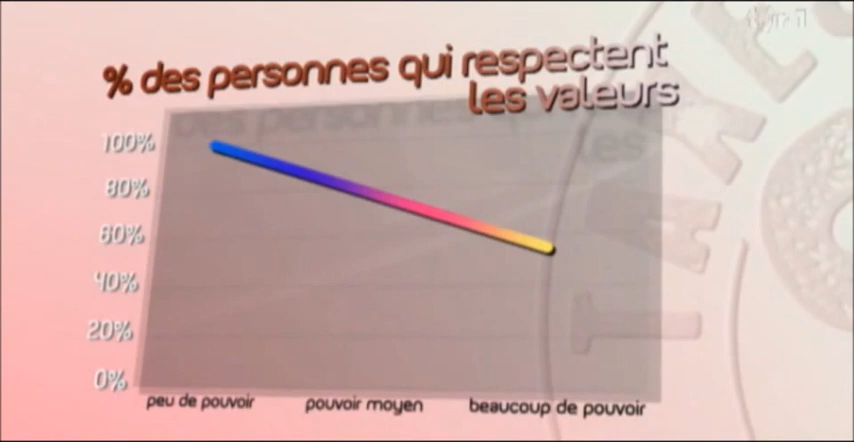 % des personnes qui respectent
les valeurs
100%
80%
60%
40%
20%
0%
peu de pouvoir
pouvoir moyen
beaucoup de pouvoir